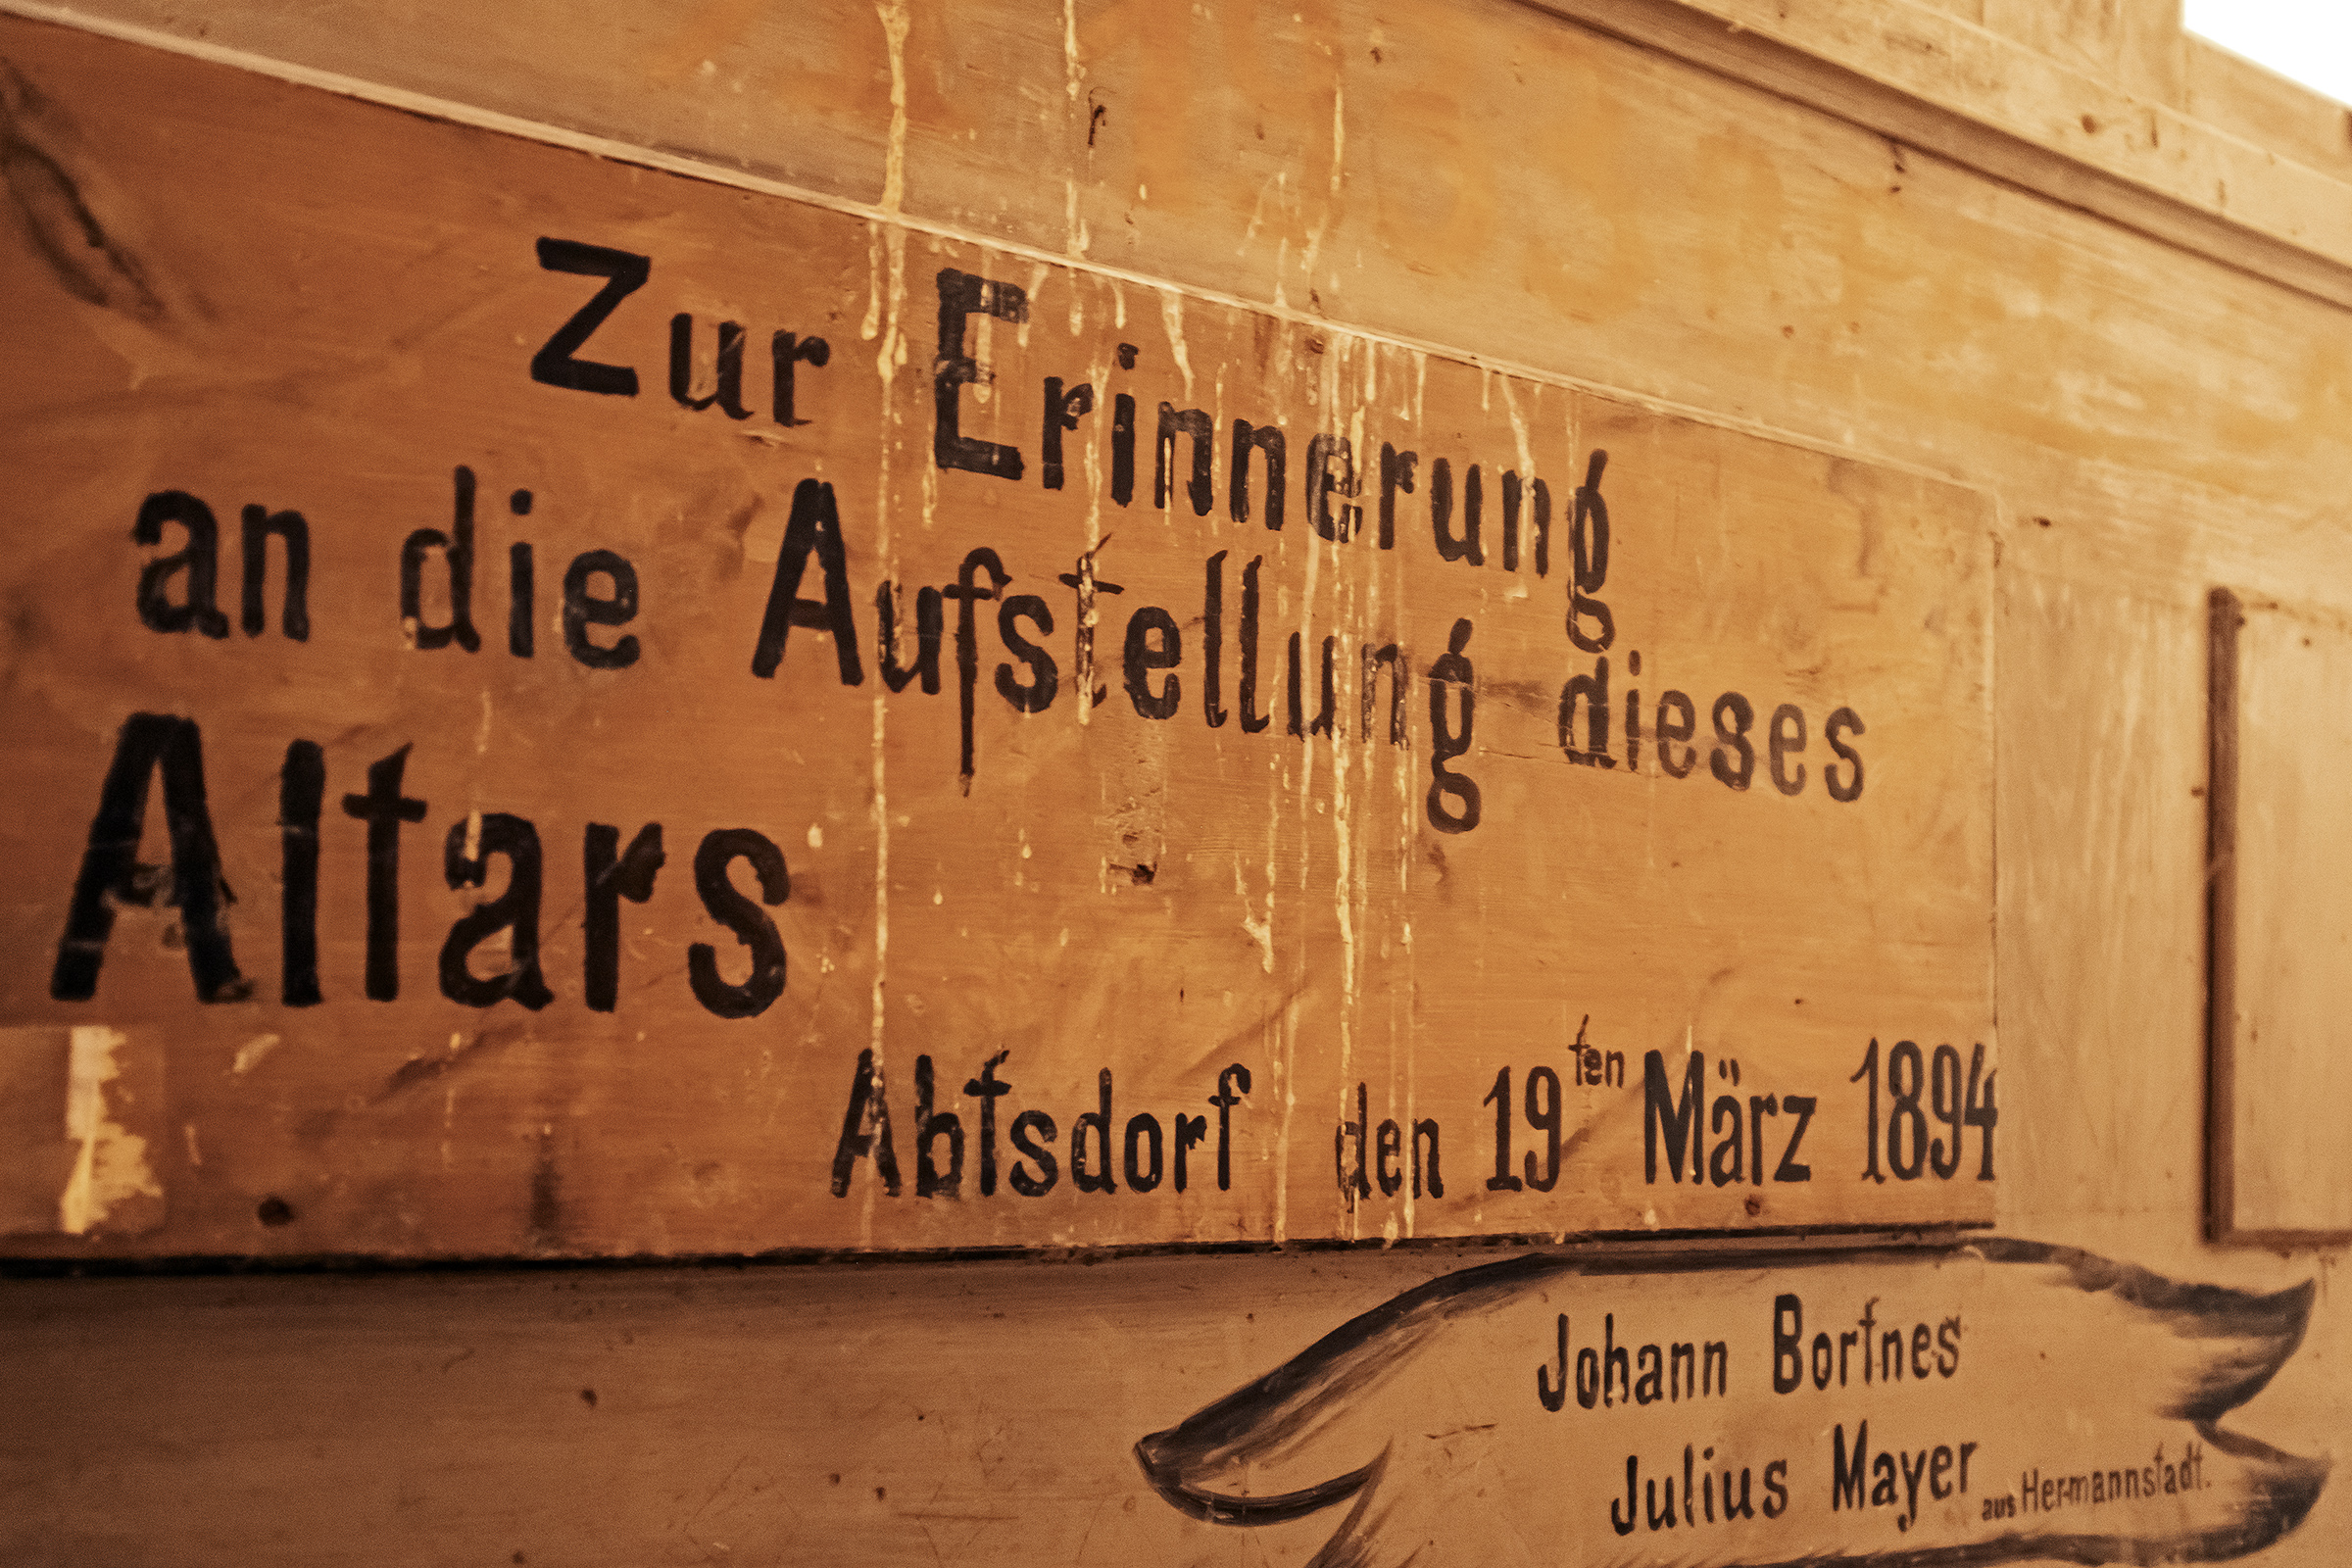 Zur Erinnerung
an die Aufstellung dieses
Altars
Abtsdorf den 19ten März 1894
Johann Bortnes
Julius Mayer aus Hermannstadt.